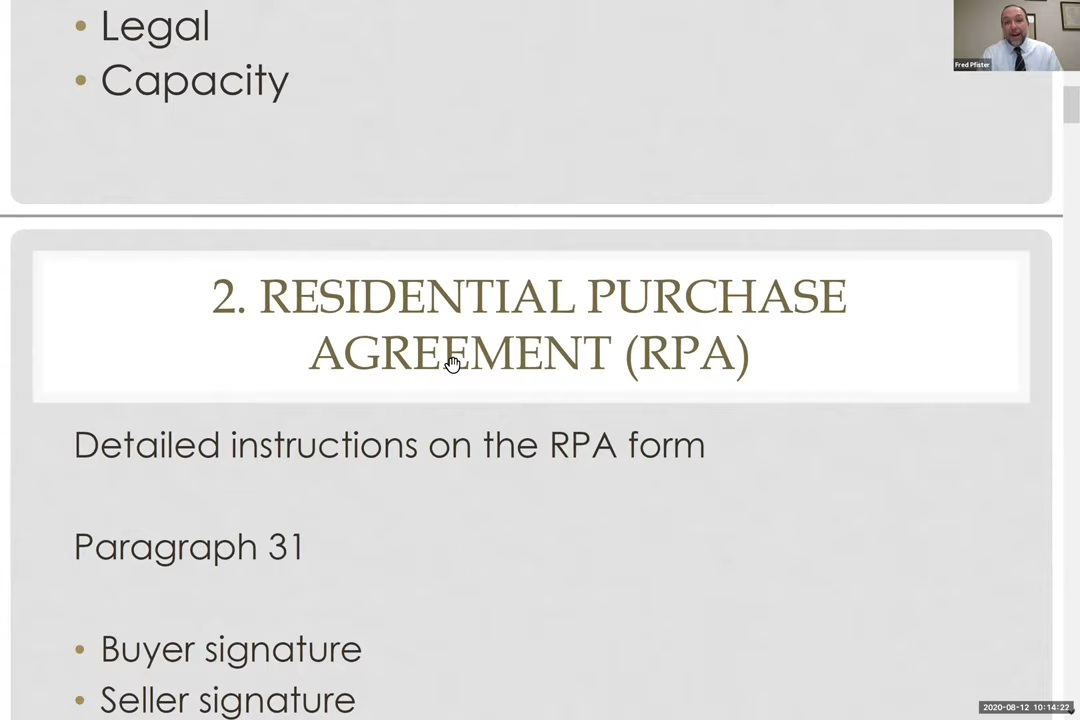 • Legal
• Capacity
Fred Pfister
2. RESIDENTIAL PURCHASE
AGREEMENT (RPA)
Detailed instructions on the RPA form
Paragraph 31
• Buyer signature
• Seller signature
2020-08-12 10:14:22